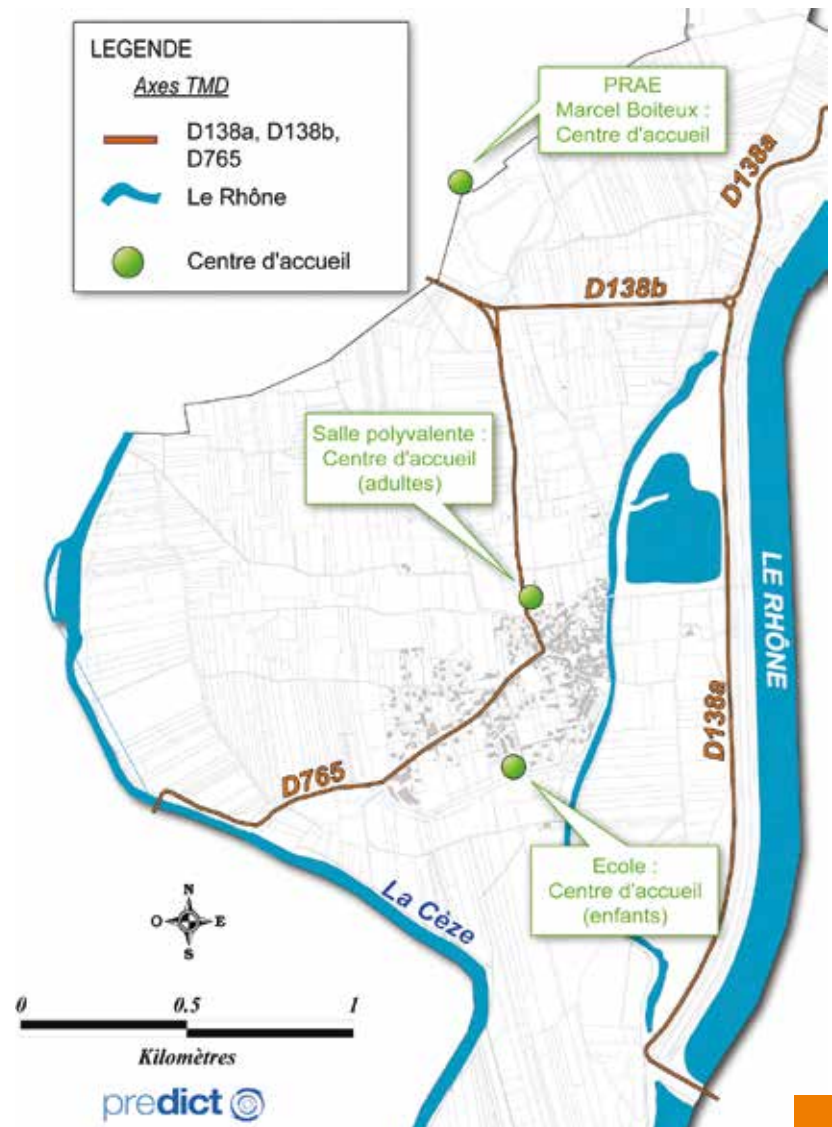 LEGENDE
Axes TMD
D138a, D138b,
D765
Le Rhône
Centre d'accueil
PRAE
Marcel Boiteux :
Centre d'accueil
D138a
D138b
Salle polyvalente :
Centre d'accueil
(adultes)
LE RHÔNE
D138a
D765
Ecole :
Centre d'accueil
(enfants)
La Cèze
N
O
E
S
0 0.5 1
Kilomètres
predict